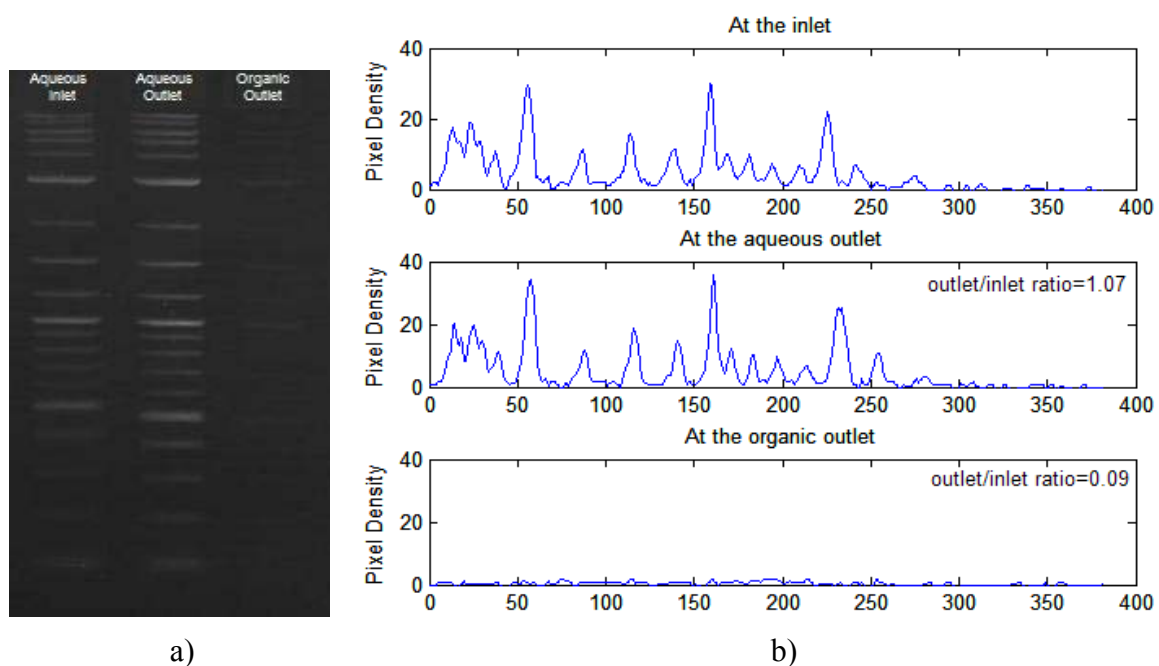 Aqueous Inlet
Aqueous Outlet
Organic Outlet
a)
At the inlet
Pixel Density
40
20
0
0 50 100 150 200 250 300 350 400
At the aqueous outlet
outlet/inlet ratio=1.07
Pixel Density
40
20
0
0 50 100 150 200 250 300 350 400
At the organic outlet
outlet/inlet ratio=0.09
Pixel Density
40
20
0
0 50 100 150 200 250 300 350 400
b)